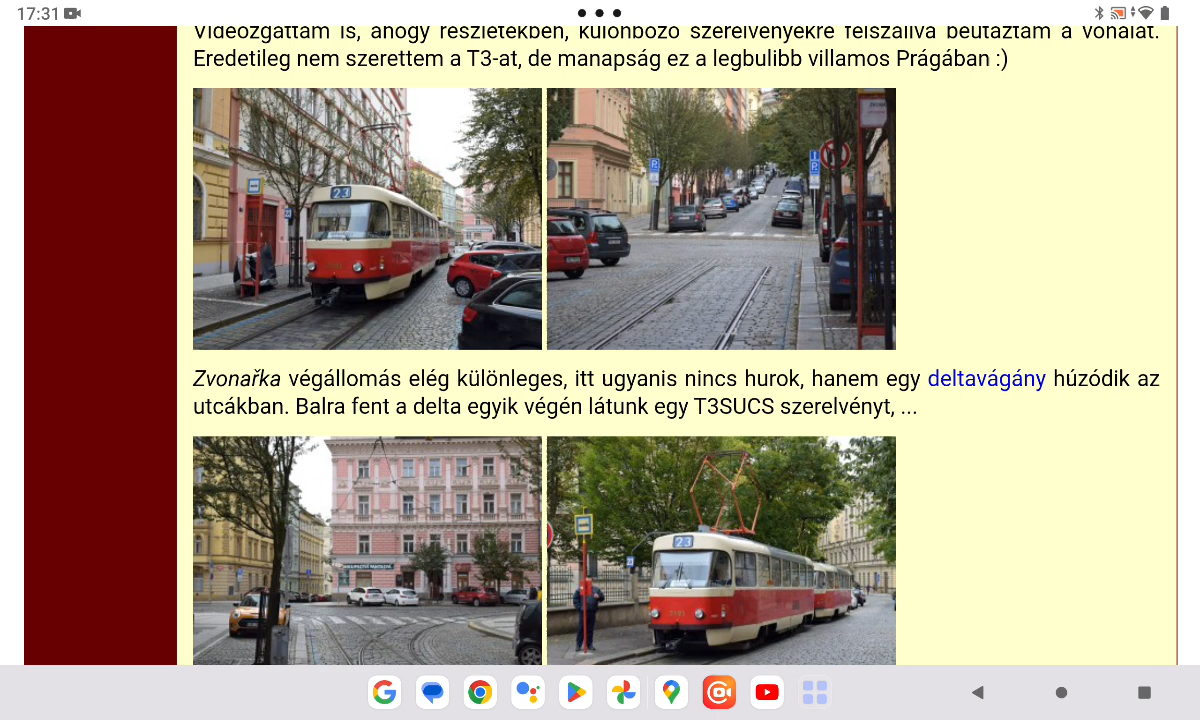 17:31
Videózgattam is, ahogy részletekben, különböző szerelvényekre felszállva beutaztam a vonalat.
Eredetileg nem szerettem a T3-at, de manapság ez a legbulibb villamos Prágában :)
23
Zvonařka végállomás elég különleges, itt ugyanis nincs hurok, hanem egy deltavágány húzódik az
utcákban. Balra fent a delta egyik végén látunk egy T3SUCS szerelvényt, ...
23